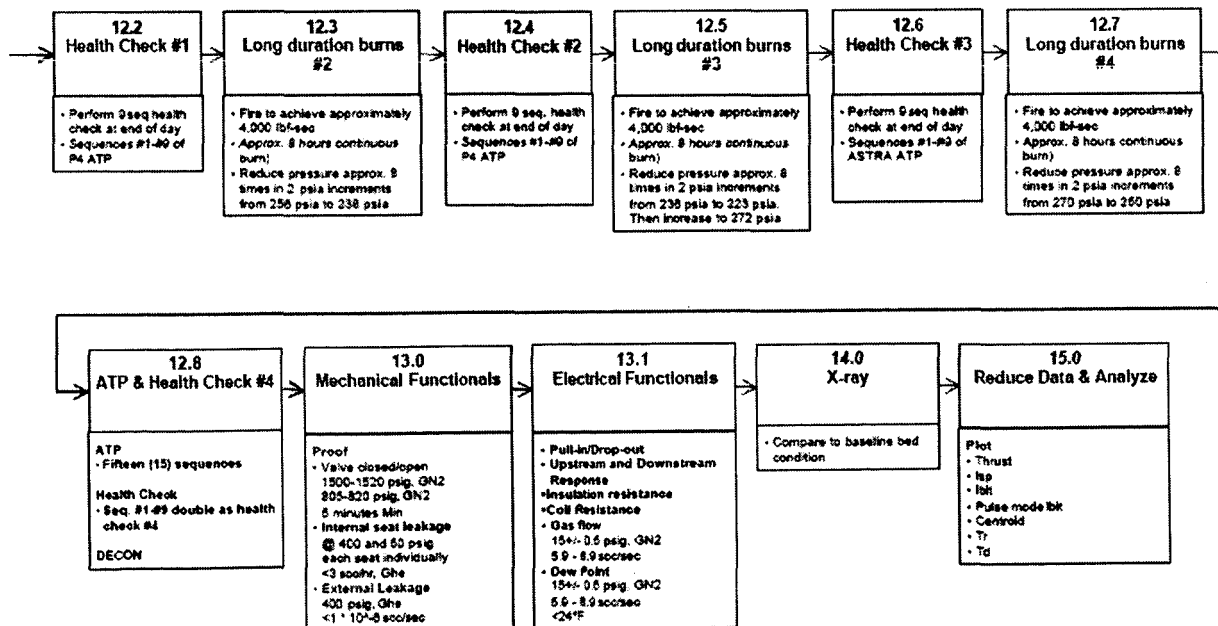 12.2
Health Check #1
• Perform 9 seq health
check at end of day
• Sequences #1-#9 of
P4 ATP
12.3
Long duration burns
#2
• Fire to achieve approximately
4,000 lbf-sec
• Approx. 8 hours continuous
burn)
• Reduce pressure approx. 8
times in 2 psia increments
from 256 psia to 238 psia
12.4
Health Check #2
• Perform 9 seq. health
check at end of day
• Sequences #1-#9 of
P4 ATP
12.5
Long duration burns
#3
• Fire to achieve approximately
4,000 lbf-sec
• Approx. 8 hours continuous
burn)
• Reduce pressure approx. 8
times in 2 psia increments
from 236 psia to 223 psia.
Then increase to 272 psia
12.6
Health Check #3
• Perform 9 seq health
check at end of day
• Sequences #1-#9 of
ASTRA ATP
12.7
Long duration burns
#4
• Fire to achieve approximately
4,000 lbf-sec
• Approx. 8 hours continuous
burn)
• Reduce pressure approx. 8
times in 2 psia increments
from 270 psia to 260 psia
12.8
ATP & Health Check #4
ATP
• Fifteen (15) sequences
Health Check
• Seq. #1-#9 double as health
check #4
DECON
13.0
Mechanical Functionals
Proof
• Valve closed/open
1500-1520 psig, GN2
805-820 psig, GN2
5 minutes Min
• Internal seat leakage
@ 400 and 50 psig
each seat individually
<3 scc/hr, Ghe
• External Leakage
400 psig, Ghe
<1 * 10^-6 scc/sec
13.1
Electrical Functionals
• Pull-in/Drop-out
• Upstream and Downstream
Response
•Insulation resistance
•Coil Resistance
• Gas flow
15+/- 0.5 psig, GN2
5.9 - 8.9 scc/sec
• Dew Point
15+/- 0.5 psig, GN2
5.9 - 8.9 scc/sec
<24°F
14.0
X-ray
• Compare to baseline bed
condition
15.0
Reduce Data & Analyze
Plot
• Thrust
• Isp
• Ibit
• Pulse mode Ibit
• Centroid
• Tr
• Td